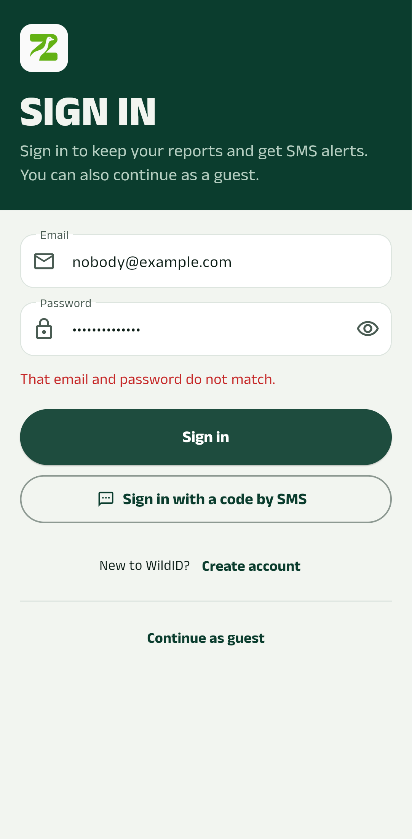 SIGN IN
Sign in to keep your reports and get SMS alerts.
You can also continue as a guest.
Email
nobody@example.com
Password
••••••••••••••
That email and password do not match.
Sign in
Sign in with a code by SMS
New to WildID? Create account
Continue as guest